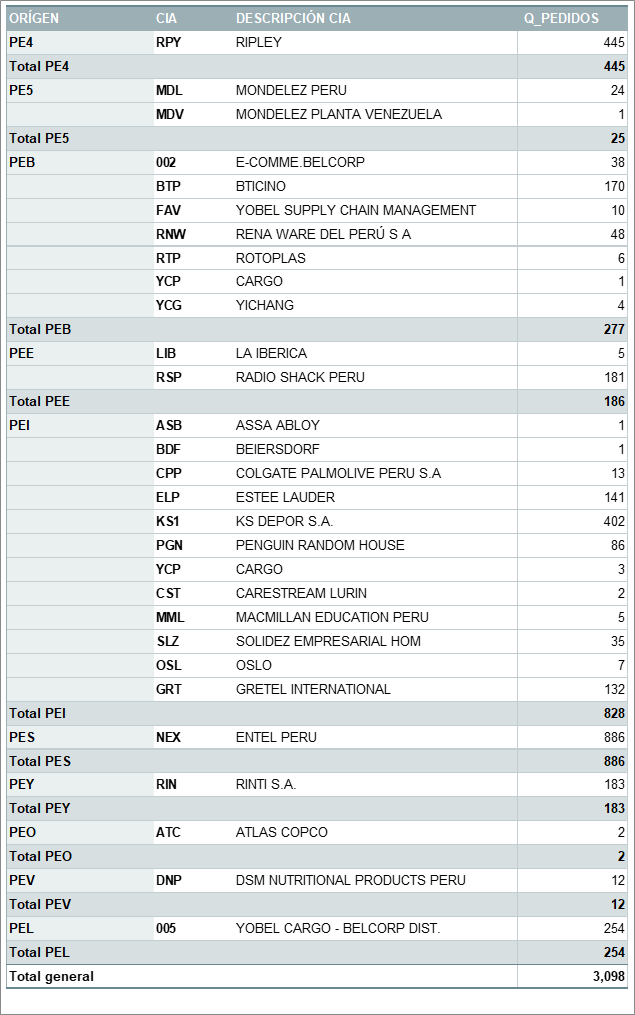 ORÍGEN CIA DESCRIPCIÓN CIA Q_PEDIDOS
PE4 RPY RIPLEY 445
Total PE4 445
PE5 MDL MONDELEZ PERU 24
MDV MONDELEZ PLANTA VENEZUELA 1
Total PE5 25
PEB 002 E-COMME.BELCORP 38
BTP BTICINO 170
FAV YOBEL SUPPLY CHAIN MANAGEMENT 10
RNW RENA WARE DEL PERÚ S A 48
RTP ROTOPLAS 6
YCP CARGO 1
YCG YICHANG 4
Total PEB 277
PEE LIB LA IBERICA 5
RSP RADIO SHACK PERU 181
Total PEE 186
PEI ASB ASSA ABLOY 1
BDF BEIERSDORF 1
CPP COLGATE PALMOLIVE PERU S.A 13
ELP ESTEE LAUDER 141
KS1 KS DEPOR S.A. 402
PGN PENGUIN RANDOM HOUSE 86
YCP CARGO 3
CST CARESTREAM LURIN 2
MML MACMILLAN EDUCATION PERU 5
SLZ SOLIDEZ EMPRESARIAL HOM 35
OSL OSLO 7
GRT GRETEL INTERNATIONAL 132
Total PEI 828
PES NEX ENTEL PERU 886
Total PES 886
PEY RIN RINTI S.A. 183
Total PEY 183
PEO ATC ATLAS COPCO 2
Total PEO 2
PEV DNP DSM NUTRITIONAL PRODUCTS PERU 12
Total PEV 12
PEL 005 YOBEL CARGO - BELCORP DIST. 254
Total PEL 254
Total general 3,098